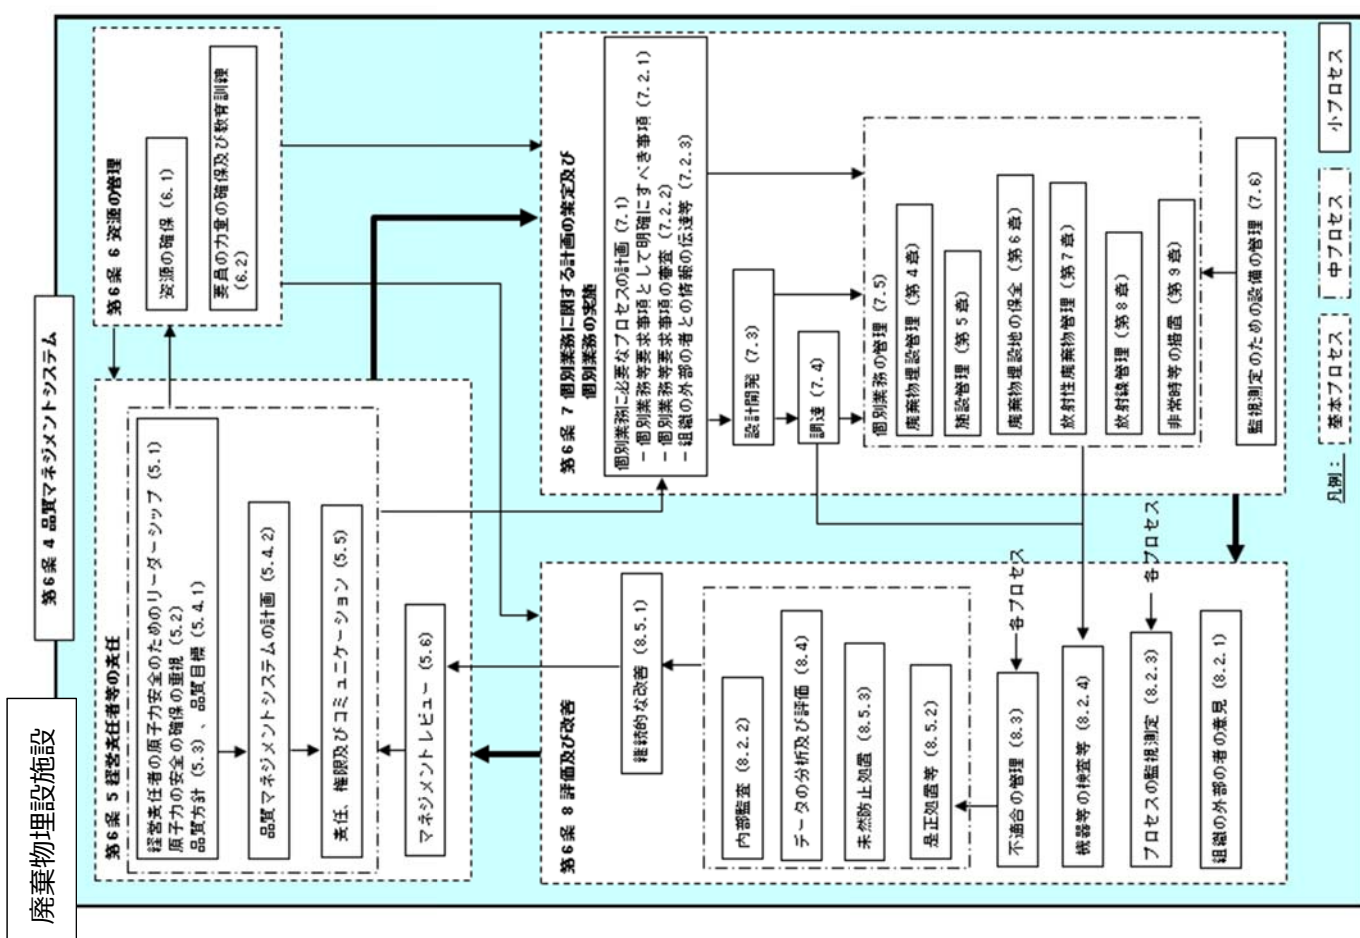 廃棄物埋設施設
第6条 4 品質マネジメントシステム
第6条 5 経営責任者等の責任
経営責任者の原子力安全のためのリーダーシップ (5.1)
原子力の安全の確保の重視 (5.2)
品質方針 (5.3) 、品質目標 (5.4.1)
品質マネジメントシステムの計画 (5.4.2)
責任、権限及びコミュニケーション (5.5)
マネジメントレビュー (5.6)
第6条 6 資源の管理
資源の確保 (6.1)
要員の力量の確保及び教育訓練
(6.2)
第6条 7 個別業務に関する計画の策定及び
個別業務の実施
個別業務に必要なプロセスの計画 (7.1)
－個別業務等要求事項として明確にすべき事項 (7.2.1)
－個別業務等要求事項の審査 (7.2.2)
－組織の外部の者との情報の伝達等 (7.2.3)
設計開発 (7.3)
調達 (7.4)
個別業務の管理 (7.5)
廃棄物埋設管理 (第4章)
施設管理 (第5章)
廃棄物埋設地の保全 (第6章)
放射性廃棄物管理 (第7章)
放射線管理 (第8章)
非常時等の措置 (第9章)
監視測定のための設備の管理 (7.6)
第6条 8 評価及び改善
継続的な改善 (8.5.1)
内部監査 (8.2.2)
データの分析及び評価 (8.4)
未然防止処置 (8.5.3)
是正処置等 (8.5.2)
不適合の管理 (8.3)
各プロセス
機器等の検査等 (8.2.4)
プロセスの監視測定 (8.2.3)
各プロセス
組織の外部の者の意見 (8.2.1)
凡例：
基本プロセス
中プロセス
小プロセス